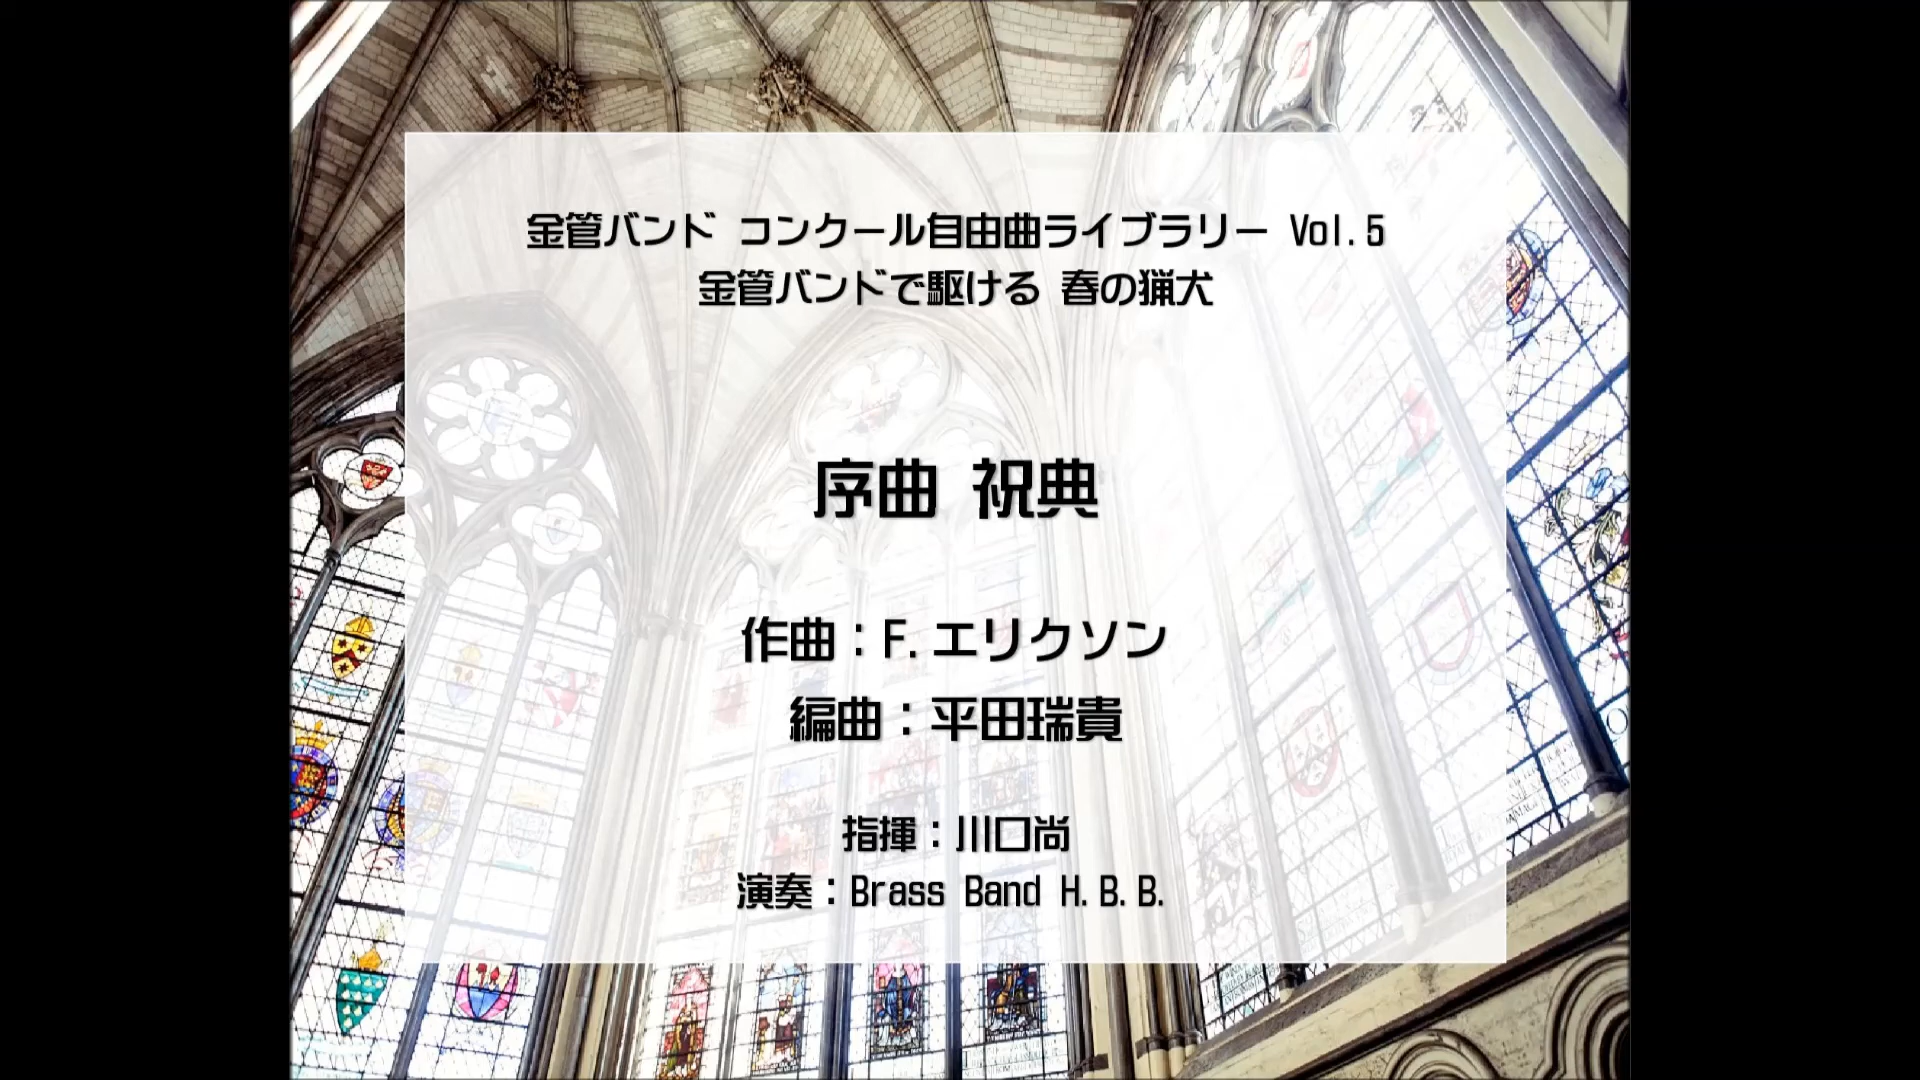 金管バンド コンクール自由曲ライブラリー Vol.5
金管バンドで駆ける 春の猟犬
序曲 祝典
作曲：F.エリクソン
編曲：平田瑞貴
指揮：川口尚
演奏：Brass Band H.B.B.